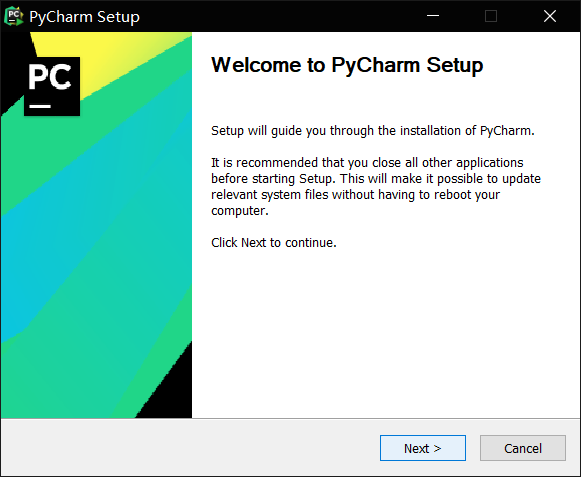 PyCharm Setup
PC
Welcome to PyCharm Setup
Setup will guide you through the installation of PyCharm.
It is recommended that you close all other applications
before starting Setup. This will make it possible to update
relevant system files without having to reboot your
computer.
Click Next to continue.
Next >
Cancel